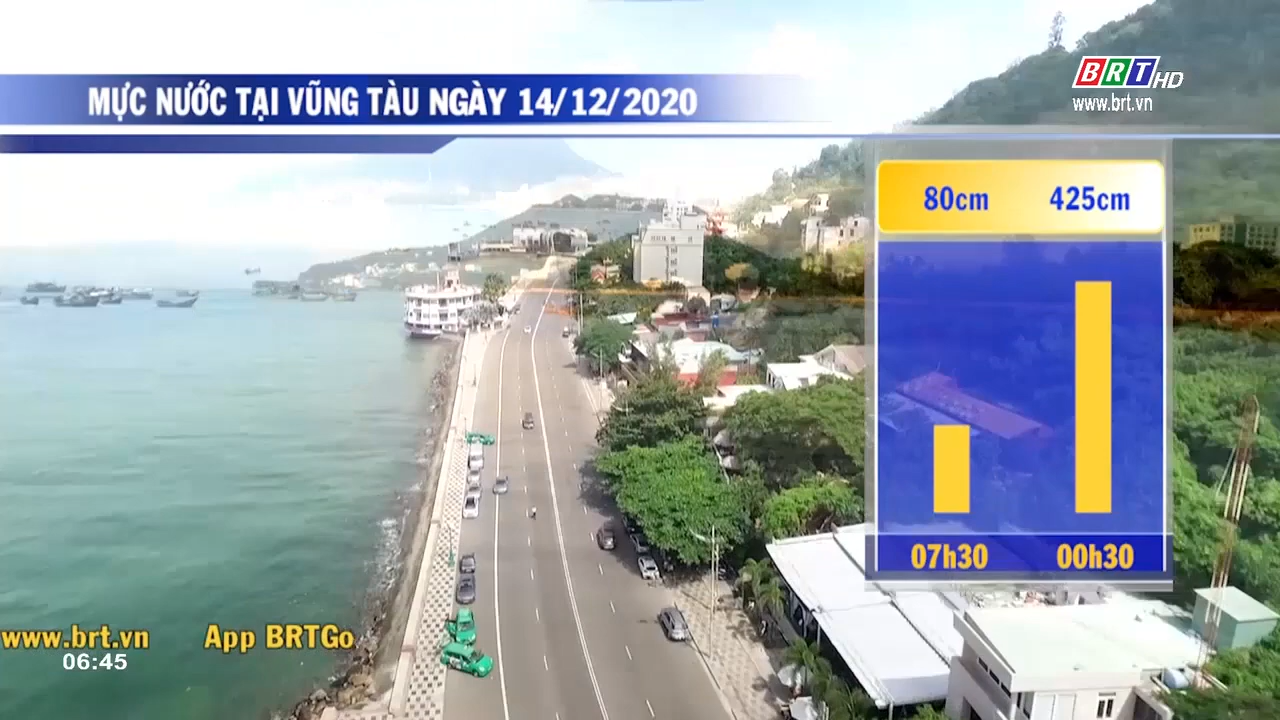 BRT HD
www.brt.vn
MỰC NƯỚC TẠI VŨNG TÀU NGÀY 14/12/2020
80cm 425cm
07h30 00h30
www.brt.vn App BRTGo
06:45